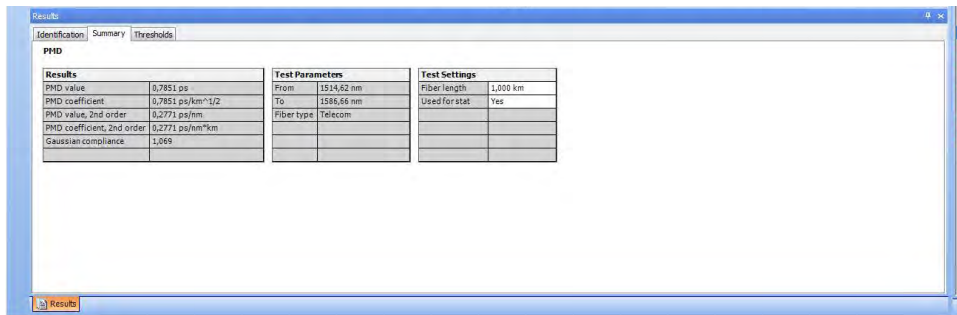 Results
Identification Summary Thresholds
PMD
Results
PMD value 0,7851 ps
PMD coefficient 0,7851 ps/km^1/2
PMD value, 2nd order 0,2771 ps/nm
PMD coefficient, 2nd order 0,2771 ps/nm*km
Gaussian compliance 1,069
Test Parameters
From 1514,62 nm
To 1586,66 nm
Fiber type Telecom
Test Settings
Fiber length 1,000 km
Used for stat Yes
Results